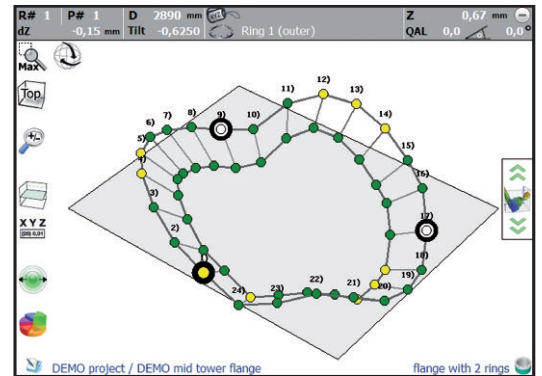 R# 1 P# 1 D 2890 mm Z 0,67 mm
dZ -0,15 mm Tilt -0,6250 Ring 1 (outer) QAL 0,0 0,0°
Max
Top
+/-
X Y Z
12)
11) 13)
9) 10) 14)
8)
7)
6)
5) 15)
4) 16)
3) 17)
2) 18)
24) 23) 22) 21) 20) 19)
DEMO project / DEMO mid tower flange flange with 2 rings